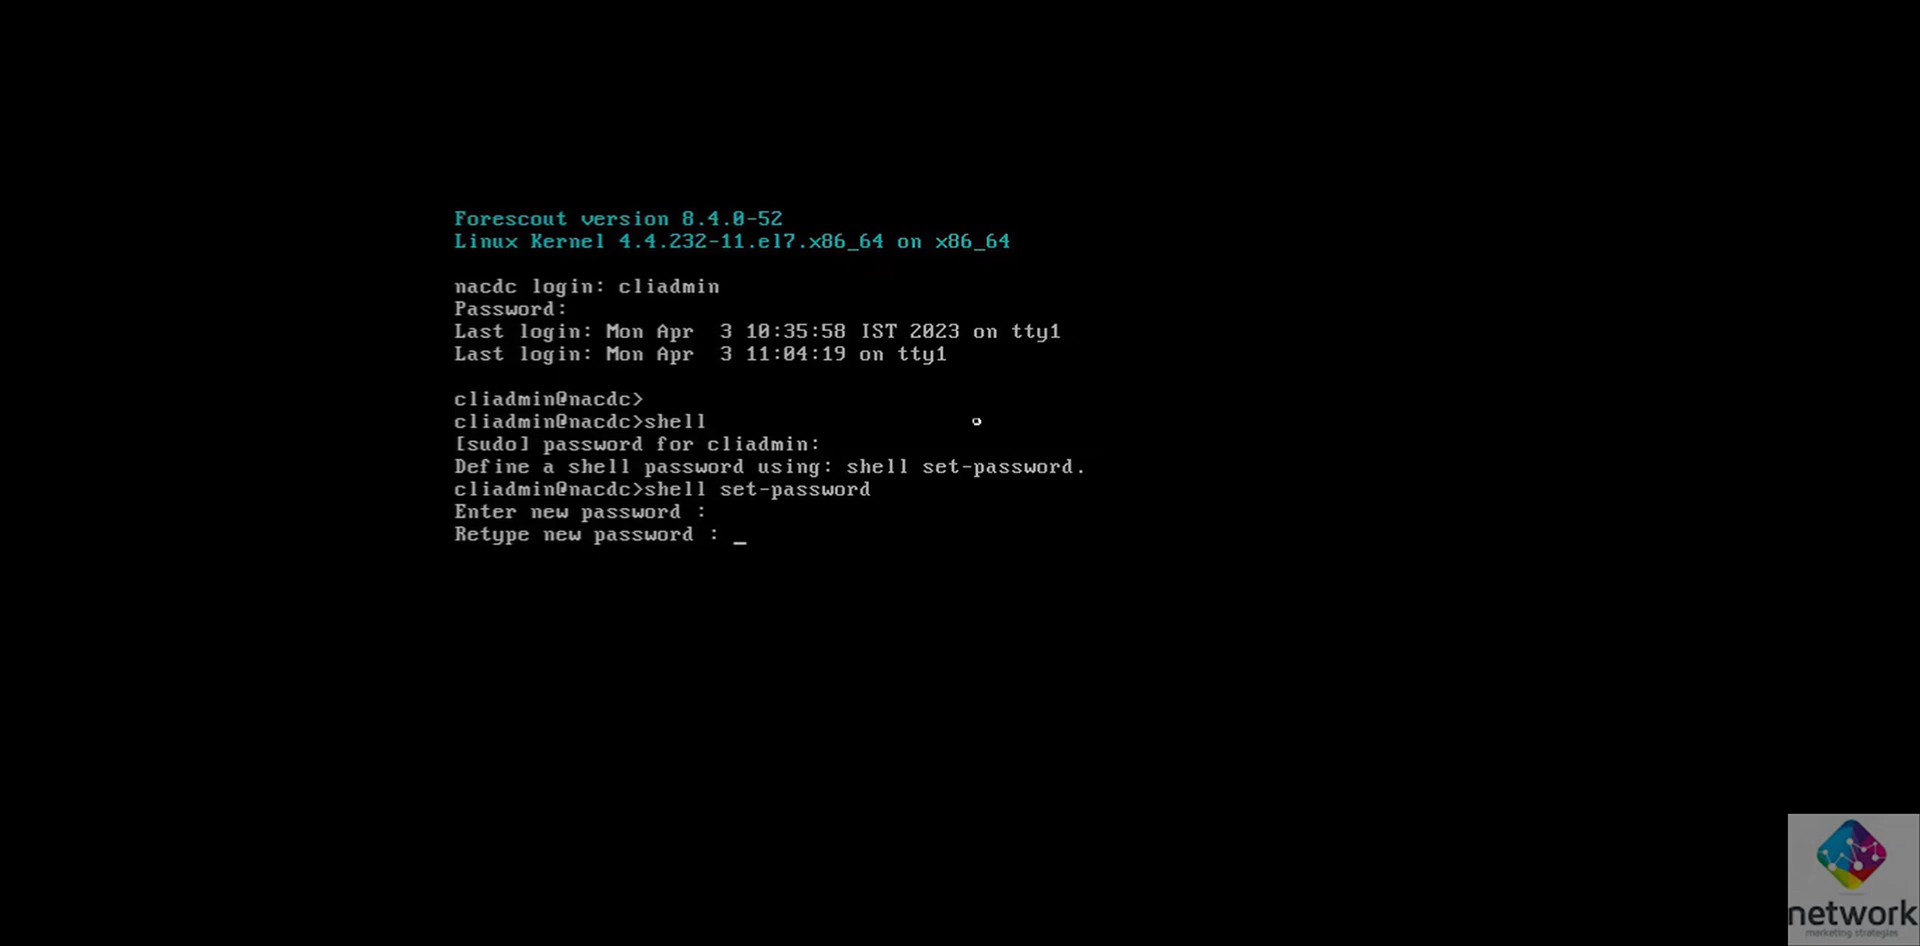 Forescout version 8.4.0-52
Linux Kernel 4.4.232-11.el7.x86_64 on x86_64
nacdc login: cliadmin
Password:
Last login: Mon Apr  3 10:35:58 IST 2023 on tty1
Last login: Mon Apr  3 11:04:19 on tty1
cliadmin@nacdc>
cliadmin@nacdc>shell
[sudo] password for cliadmin:
Define a shell password using: shell set-password.
cliadmin@nacdc>shell set-password
Enter new password :
Retype new password : _
network
marketing strategies